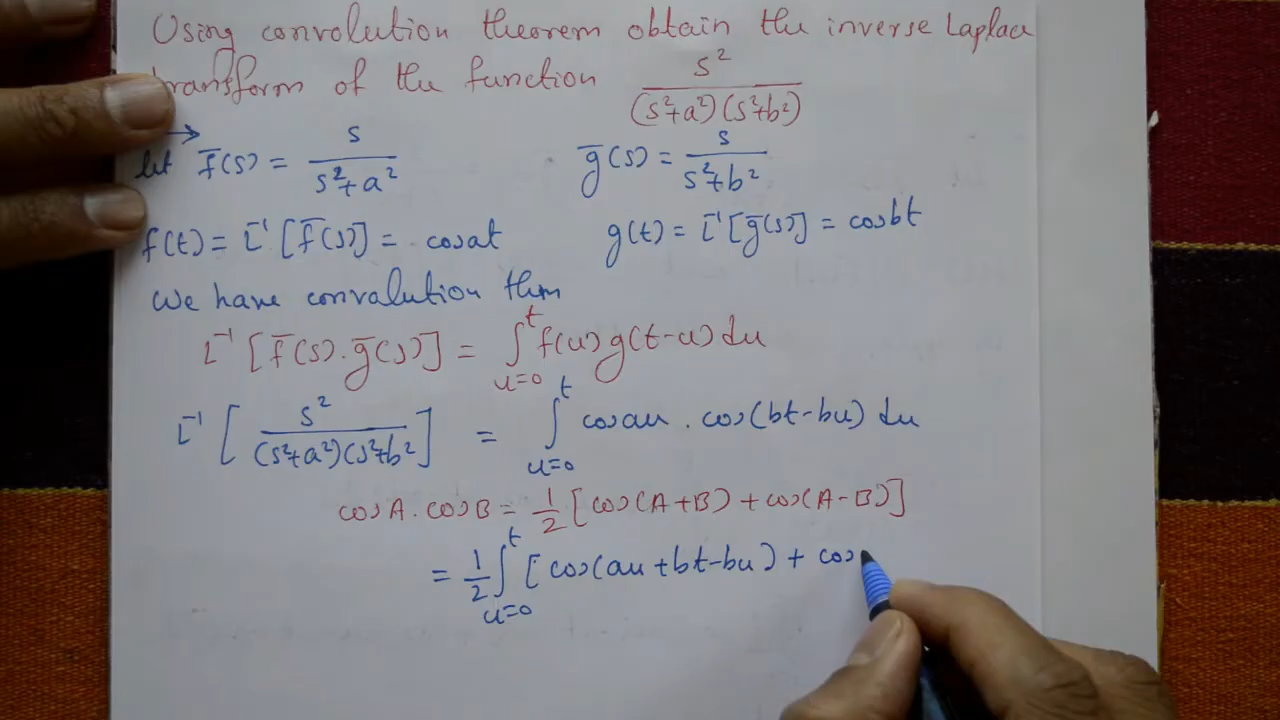 Using convolution theorem obtain the inverse Laplace
transform of the function s²/((s²+a²)(s²+b²))
let f̅(s) = s/(s²+a²)    g̅(s) = s/(s²+b²)
f(t) = L⁻¹[f̅(s)] = cosat    g(t) = L⁻¹[g̅(s)] = cosbt
We have convalution thm
L⁻¹[f̅(s).g̅(s)] = ∫_{u=0}^{t} f(u) g(t-u) du
L⁻¹[s²/((s²+a²)(s²+b²))] = ∫_{u=0}^{t} cosau . cos(bt-bu) du
cosA.cosB = 1/2 [cos(A+B) + cos(A-B)]
= 1/2 ∫_{u=0}^{t} [cos(au+bt-bu) + cos